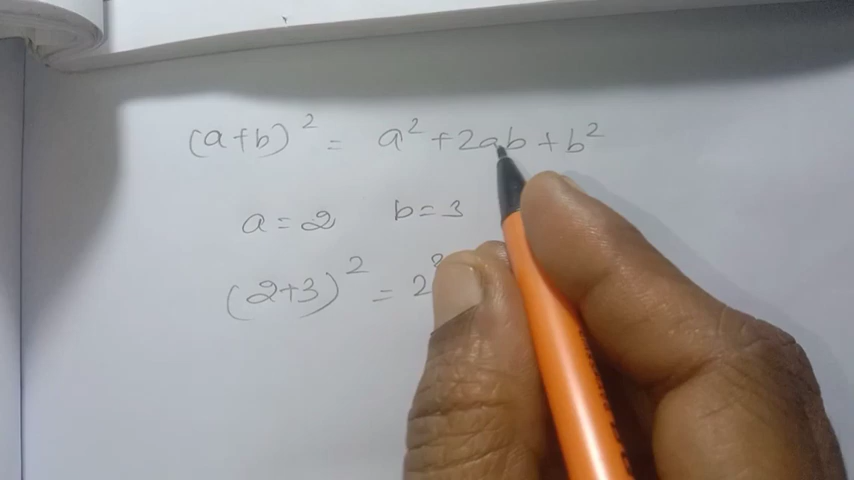 (a+b)² = a² + 2ab + b²
a = 2 b = 3
(2+3)² = 2